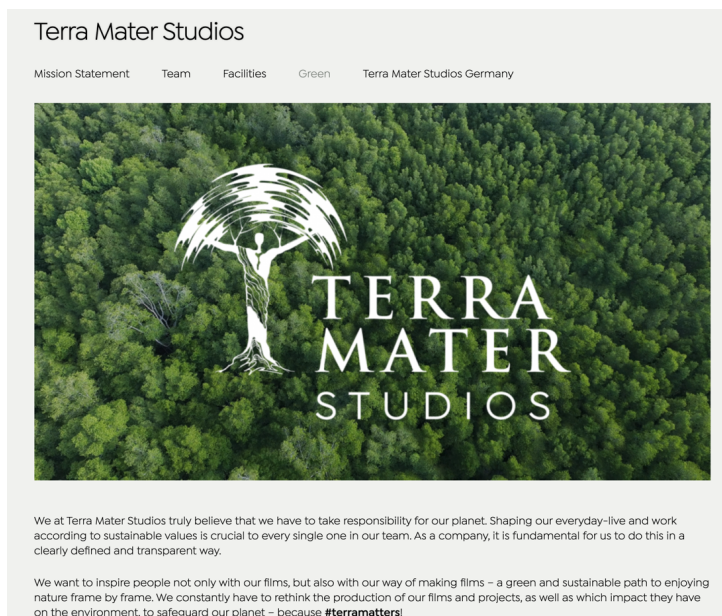 Terra Mater Studios
Mission Statement Team Facilities Green Terra Mater Studios Germany
TERRA
MATER
STUDIOS
We at Terra Mater Studios truly believe that we have to take responsibility for our planet. Shaping our everyday-live and work
according to sustainable values is crucial to every single one in our team. As a company, it is fundamental for us to do this in a
clearly defined and transparent way.
We want to inspire people not only with our films, but also with our way of making films – a green and sustainable path to enjoying
nature frame by frame. We constantly have to rethink the production of our films and projects, as well as which impact they have
on the environment, to safeguard our planet – because #terramatters!